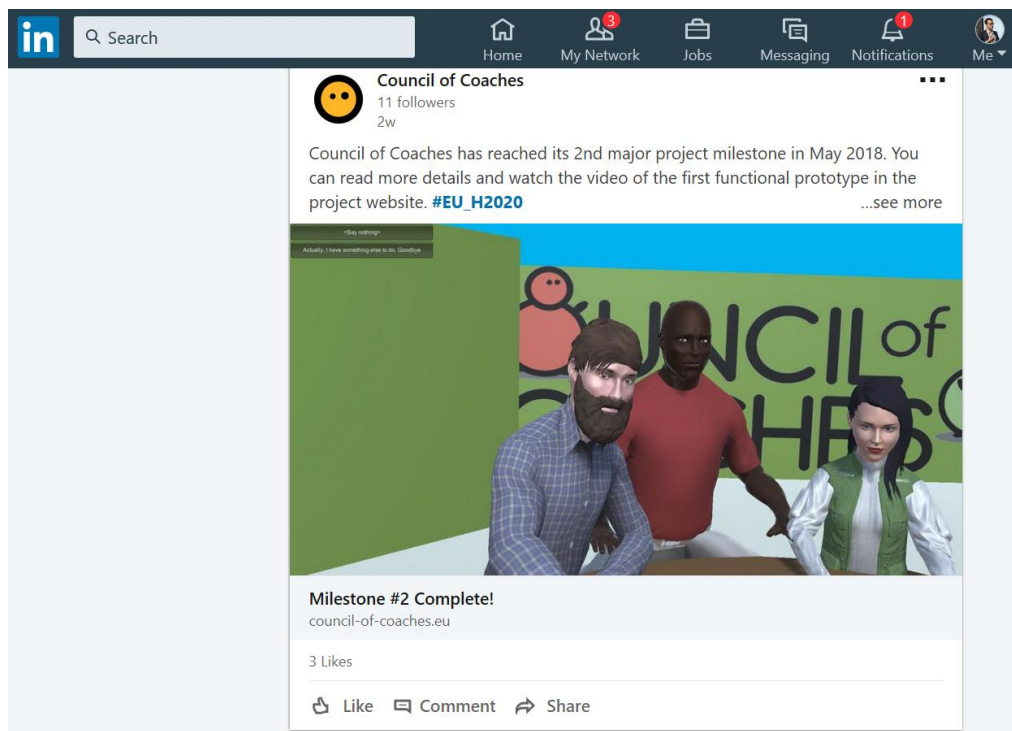 in
Search
Home
3
My Network
Jobs
Messaging
1
Notifications
Me
Council of Coaches
11 followers
2w
Council of Coaches has reached its 2nd major project milestone in May 2018. You
can read more details and watch the video of the first functional prototype in the
project website. #EU_H2020 ...see more
<Say nothing>
Actually, I have something else to do. Goodbye
COUNCIL of
COACHES
Milestone #2 Complete!
council-of-coaches.eu
3 Likes
Like Comment Share